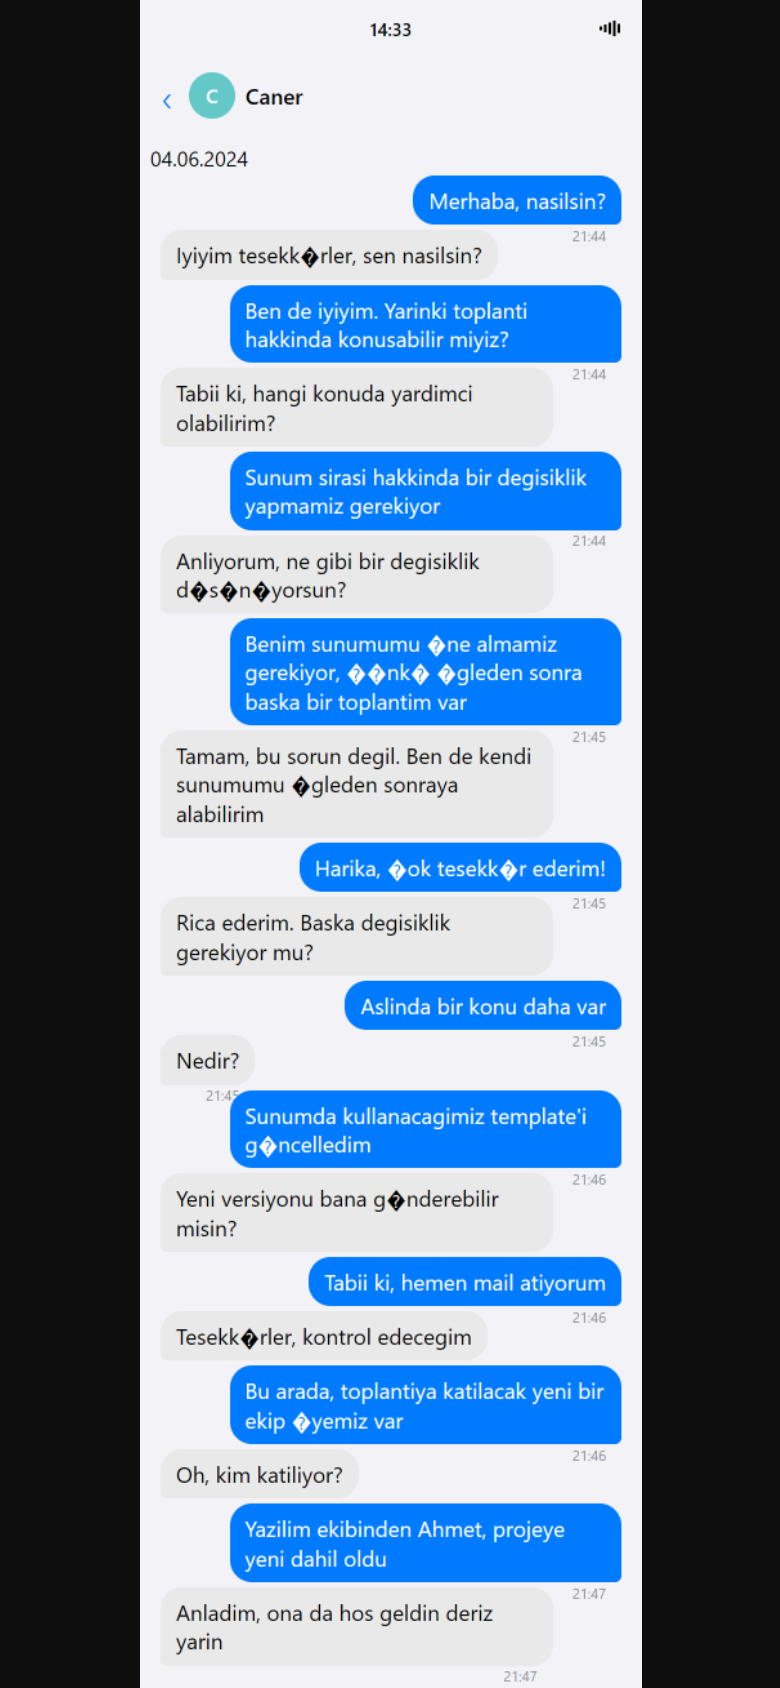 14:33
C
Caner
04.06.2024
Merhaba, nasilsin?
21:44
Iyiyim tesekk�rler, sen nasilsin?
Ben de iyiyim. Yarinki toplanti
hakkinda konusabilir miyiz?
21:44
Tabii ki, hangi konuda yardimci
olabilirim?
Sunum sirasi hakkinda bir degisiklik
yapmamiz gerekiyor
21:44
Anliyorum, ne gibi bir degisiklik
d�s�n�yorsun?
Benim sunumumu �ne almamiz
gerekiyor, ��nk� �gleden sonra
baska bir toplantim var
21:45
Tamam, bu sorun degil. Ben de kendi
sunumumu �gleden sonraya
alabilirim
Harika, �ok tesekk�r ederim!
21:45
Rica ederim. Baska degisiklik
gerekiyor mu?
Aslinda bir konu daha var
21:45
Nedir?
21:45
Sunumda kullanacagimiz template'i
g�ncelledim
21:46
Yeni versiyonu bana g�nderebilir
misin?
Tabii ki, hemen mail atiyorum
21:46
Tesekk�rler, kontrol edecegim
Bu arada, toplantiya katilacak yeni bir
ekip �yemiz var
21:46
Oh, kim katiliyor?
Yazilim ekibinden Ahmet, projeye
yeni dahil oldu
21:47
Anladim, ona da hos geldin deriz
yarin
21:47